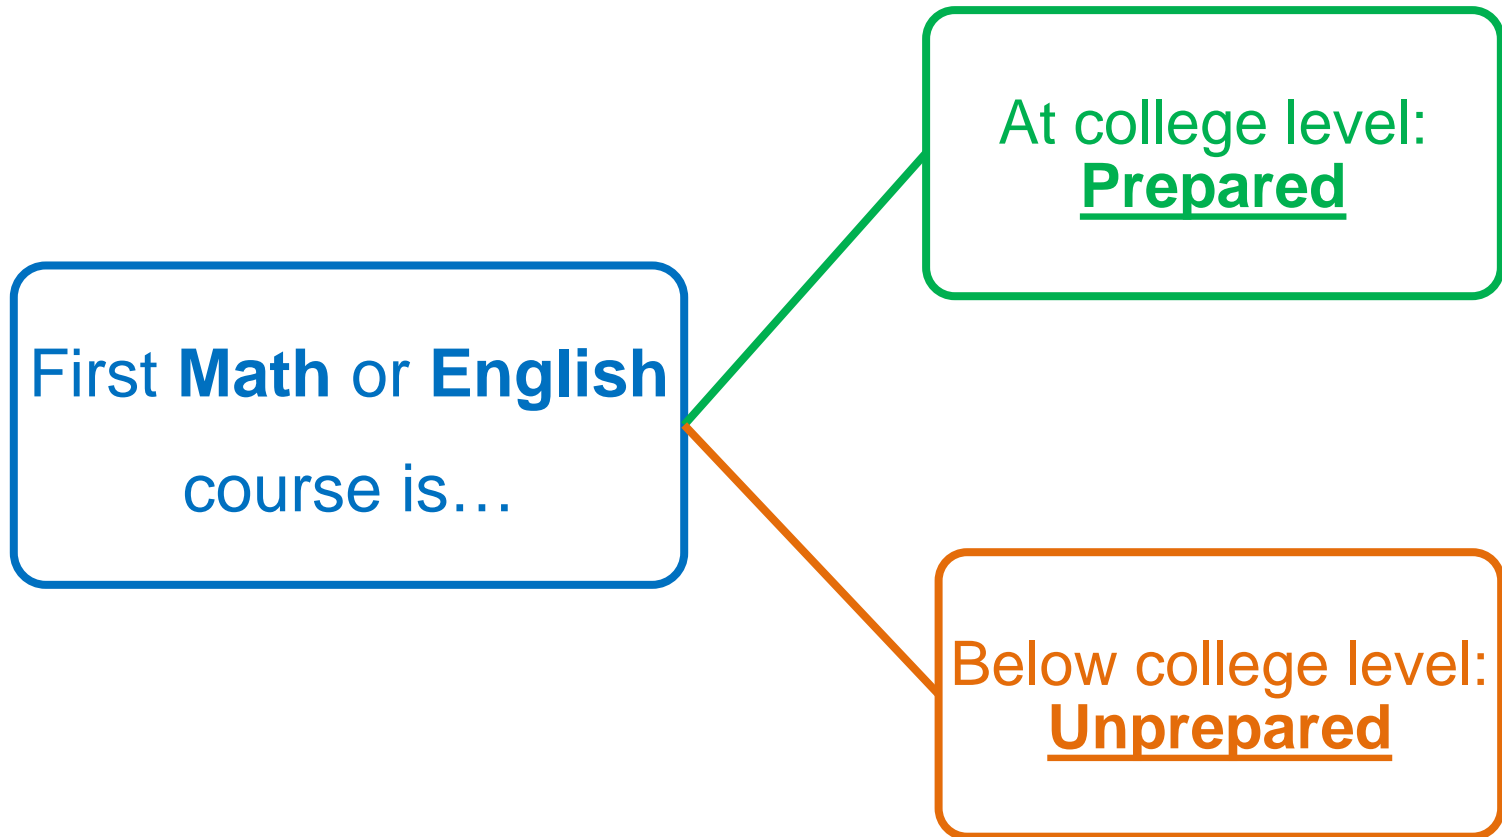 At college level:
Prepared
First Math or English
course is…
Below college level:
Unprepared